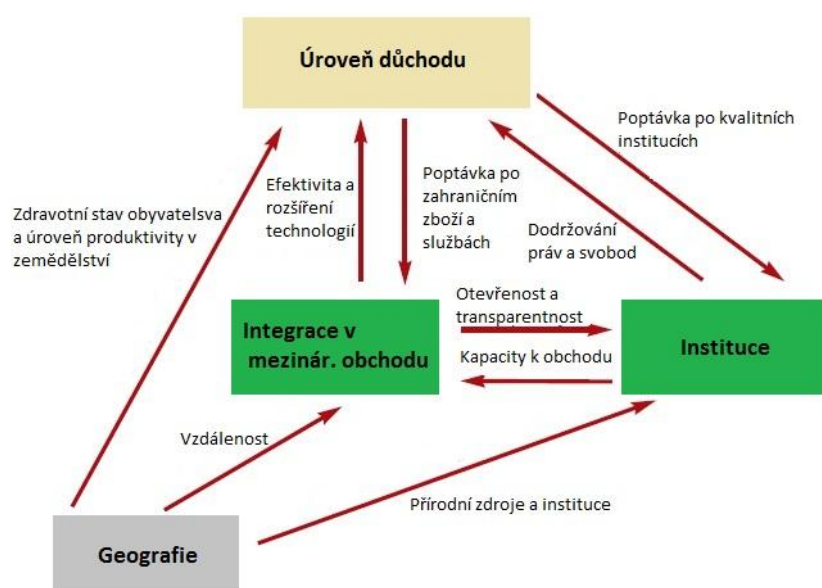 Úroveň důchodu
Poptávka po kvalitních
institucích
Efektivita a
rozšíření
technologií
Poptávka po
zahraničním
zboží a
službách
Zdravotní stav obyvatelsva
a úroveň produktivity v
zemědělství
Dodržování
práv a svobod
Otevřenost a
transparentnost
Integrace v
mezinár. obchodu
Kapacity k obchodu
Instituce
Vzdálenost
Přírodní zdroje a instituce
Geografie